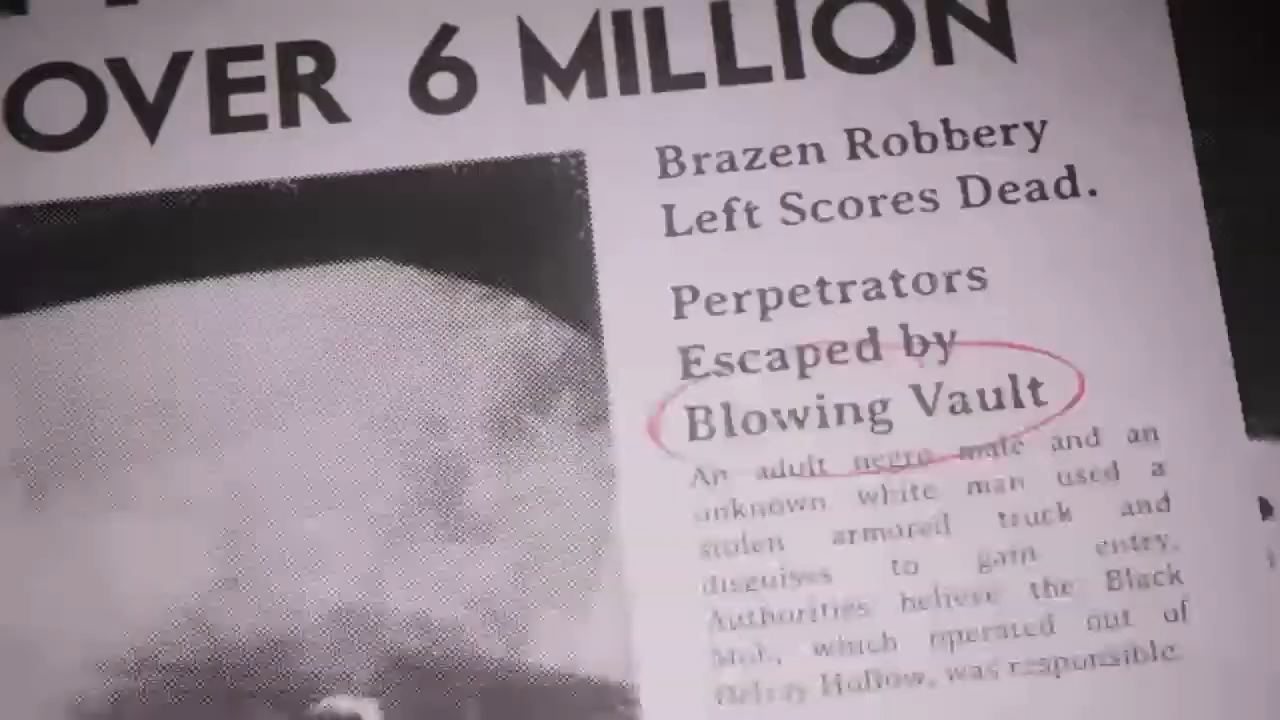 OVER 6 MILLION
Brazen Robbery
Left Scores Dead.
Perpetrators
Escaped by
Blowing Vault
An adult negro male and an
unknown white man used a
stolen armored truck and
disguises to gain entry.
Authorities believe the Black
Mob, which operated out of
Delray Hollow, was responsible.